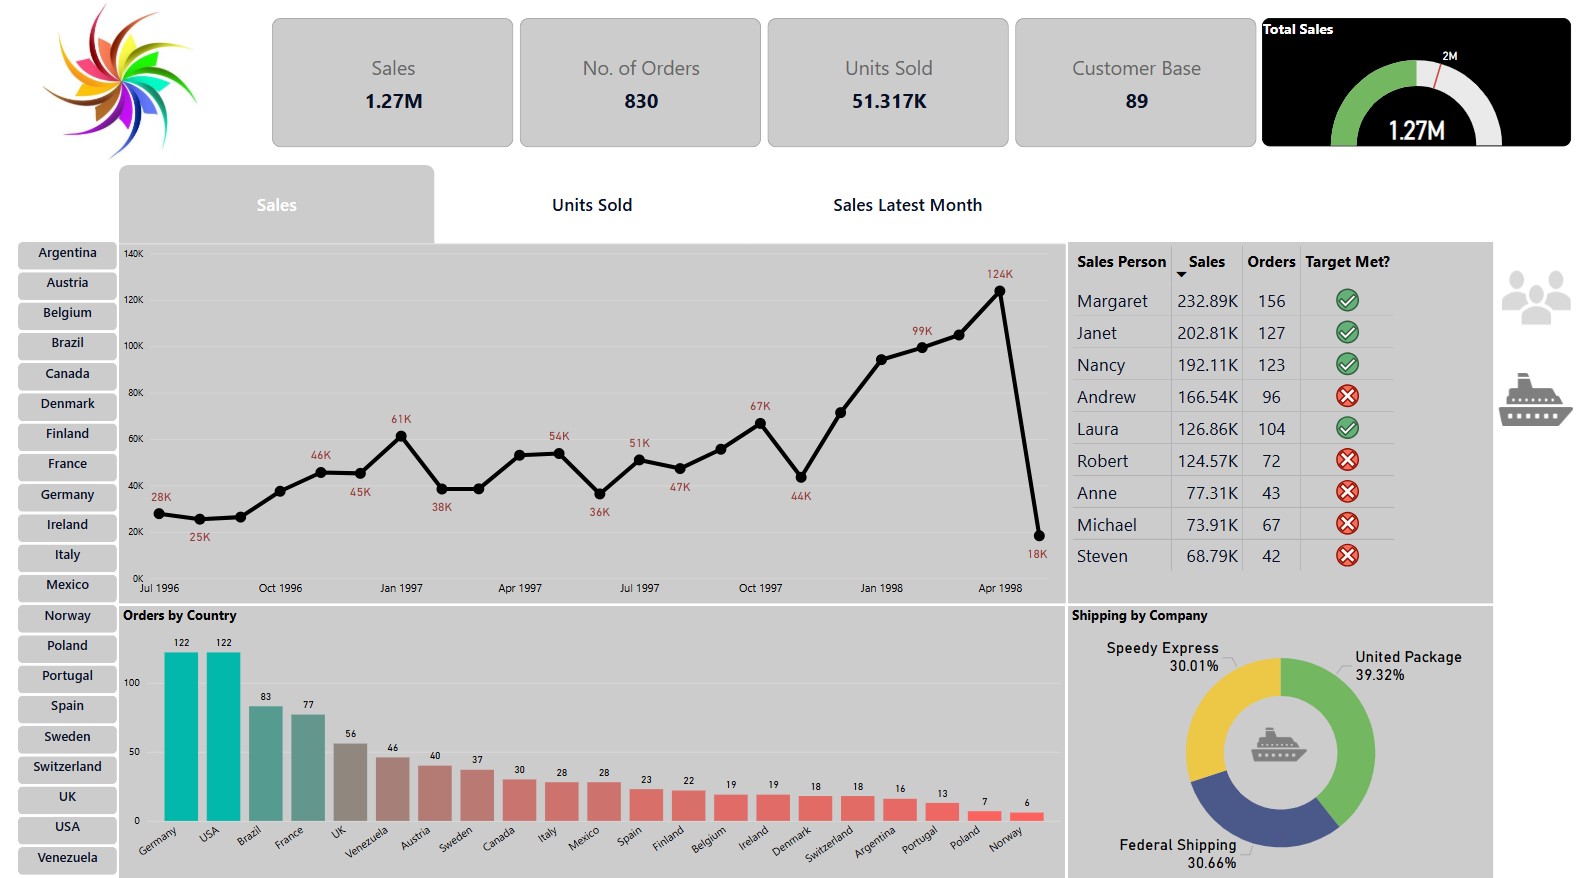 Sales
1.27M
No. of Orders
830
Units Sold
51.317K
Customer Base
89
Total Sales
2M
1.27M
Sales
Units Sold
Sales Latest Month
Argentina
Austria
Belgium
Brazil
Canada
Denmark
Finland
France
Germany
Ireland
Italy
Mexico
Norway
Poland
Portugal
Spain
Sweden
Switzerland
UK
USA
Venezuela
140K
120K
100K
80K
60K
40K
20K
0K
28K
25K
46K
45K
61K
38K
54K
36K
51K
47K
67K
44K
99K
124K
18K
Jul 1996
Oct 1996
Jan 1997
Apr 1997
Jul 1997
Oct 1997
Jan 1998
Apr 1998
Sales Person Sales Orders Target Met?
Margaret 232.89K 156
Janet 202.81K 127
Nancy 192.11K 123
Andrew 166.54K 96
Laura 126.86K 104
Robert 124.57K 72
Anne 77.31K 43
Michael 73.91K 67
Steven 68.79K 42
Orders by Country
100
50
0
122
122
83
77
56
46
40
37
30
28
28
23
22
19
19
18
18
16
13
7
6
Germany
USA
Brazil
France
UK
Venezuela
Austria
Sweden
Canada
Italy
Mexico
Spain
Finland
Belgium
Ireland
Denmark
Switzerland
Argentina
Portugal
Poland
Norway
Shipping by Company
Speedy Express
30.01%
United Package
39.32%
Federal Shipping
30.66%